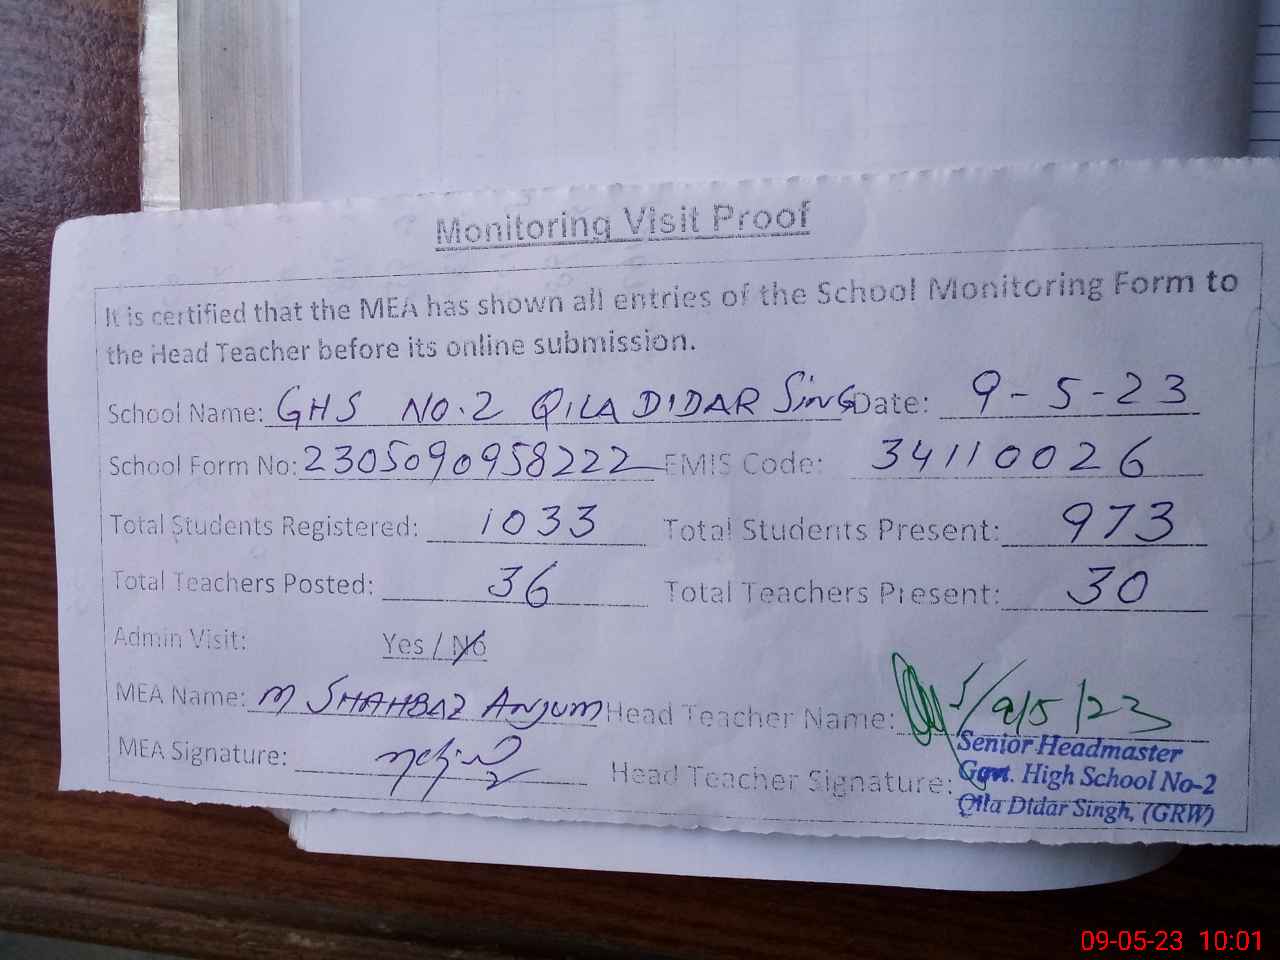 Monitoring Visit Proof
It is certified that the MEA has shown all entries of the School Monitoring Form to
the Head Teacher before its online submission.
School Name: GHS NO.2 QILA DIDAR SinG Date: 9-5-23
School Form No: 2305090958222 EMIS Code: 34110026
Total Students Registered: 1033 Total Students Present: 973
Total Teachers Posted: 36 Total Teachers Present: 30
Admin Visit: Yes / No
MEA Name: M SHAHBAZ ANJUM Head Teacher Name: 9/5/23
MEA Signature: Head Teacher Signature:
Senior Headmaster
Govt. High School No-2
Qila Didar Singh, (GRW)
09-05-23 10:01